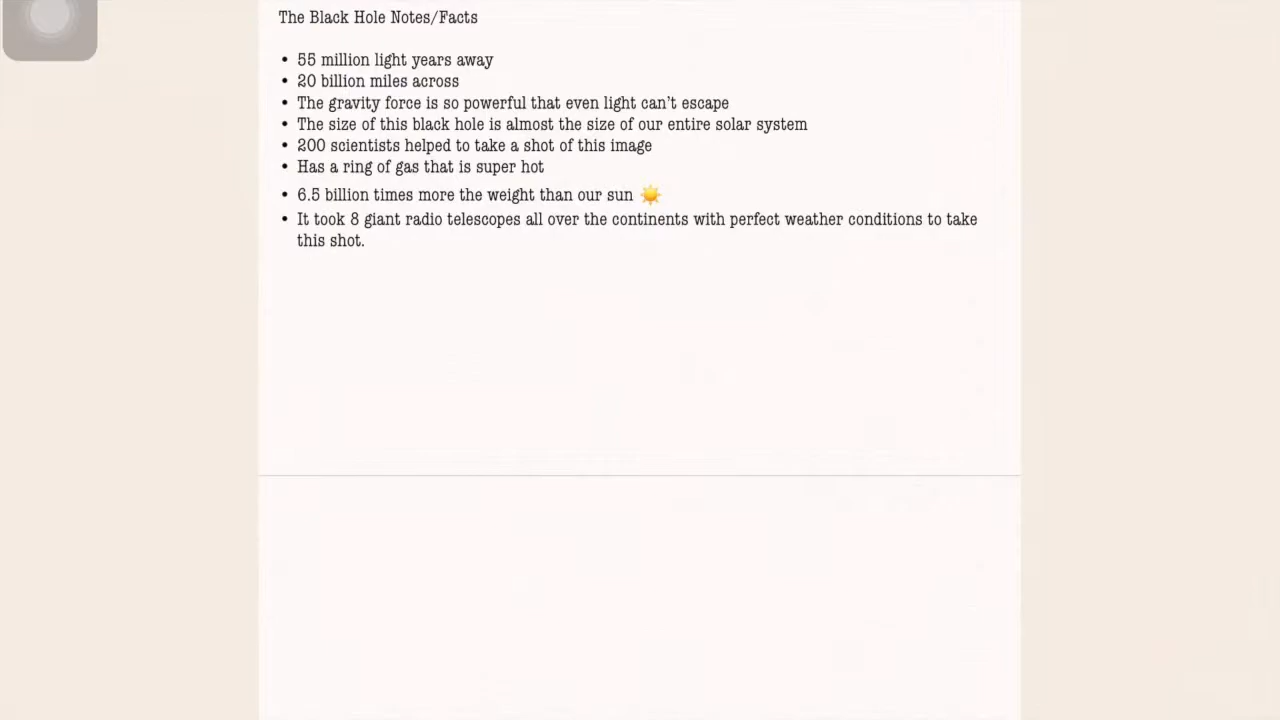 The Black Hole Notes/Facts
• 55 million light years away
• 20 billion miles across
• The gravity force is so powerful that even light can’t escape
• The size of this black hole is almost the size of our entire solar system
• 200 scientists helped to take a shot of this image
• Has a ring of gas that is super hot
• 6.5 billion times more the weight than our sun ☀️
• It took 8 giant radio telescopes all over the continents with perfect weather conditions to take
this shot.